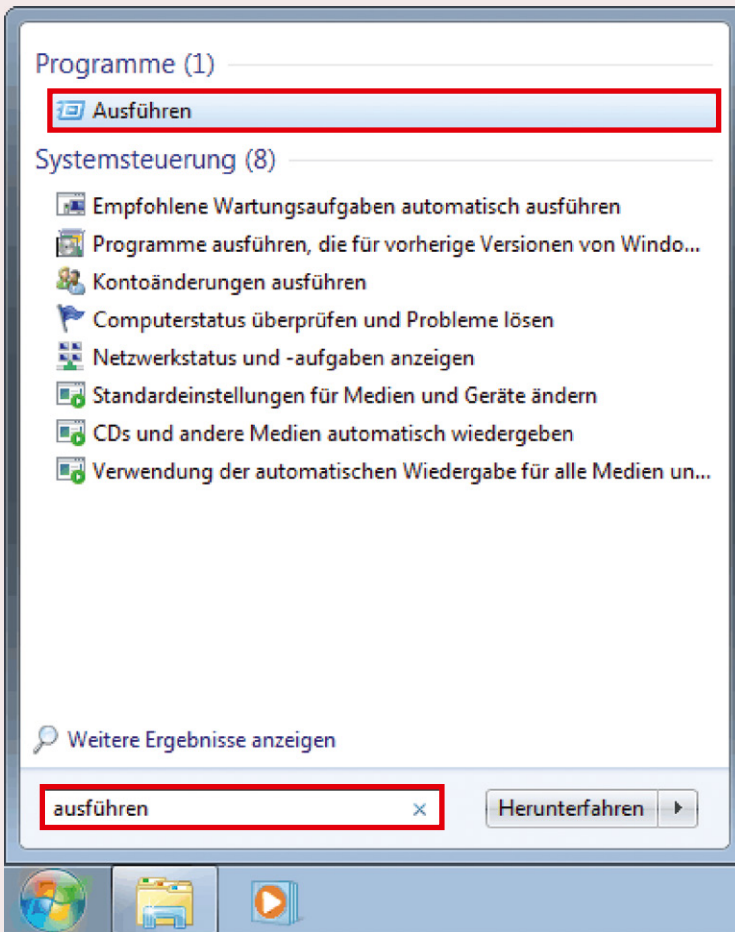 Programme (1)
Ausführen
Systemsteuerung (8)
Empfohlene Wartungsaufgaben automatisch ausführen
Programme ausführen, die für vorherige Versionen von Windo...
Kontoänderungen ausführen
Computerstatus überprüfen und Probleme lösen
Netzwerkstatus und -aufgaben anzeigen
Standardeinstellungen für Medien und Geräte ändern
CDs und andere Medien automatisch wiedergeben
Verwendung der automatischen Wiedergabe für alle Medien un...
Weitere Ergebnisse anzeigen
ausführen
Herunterfahren